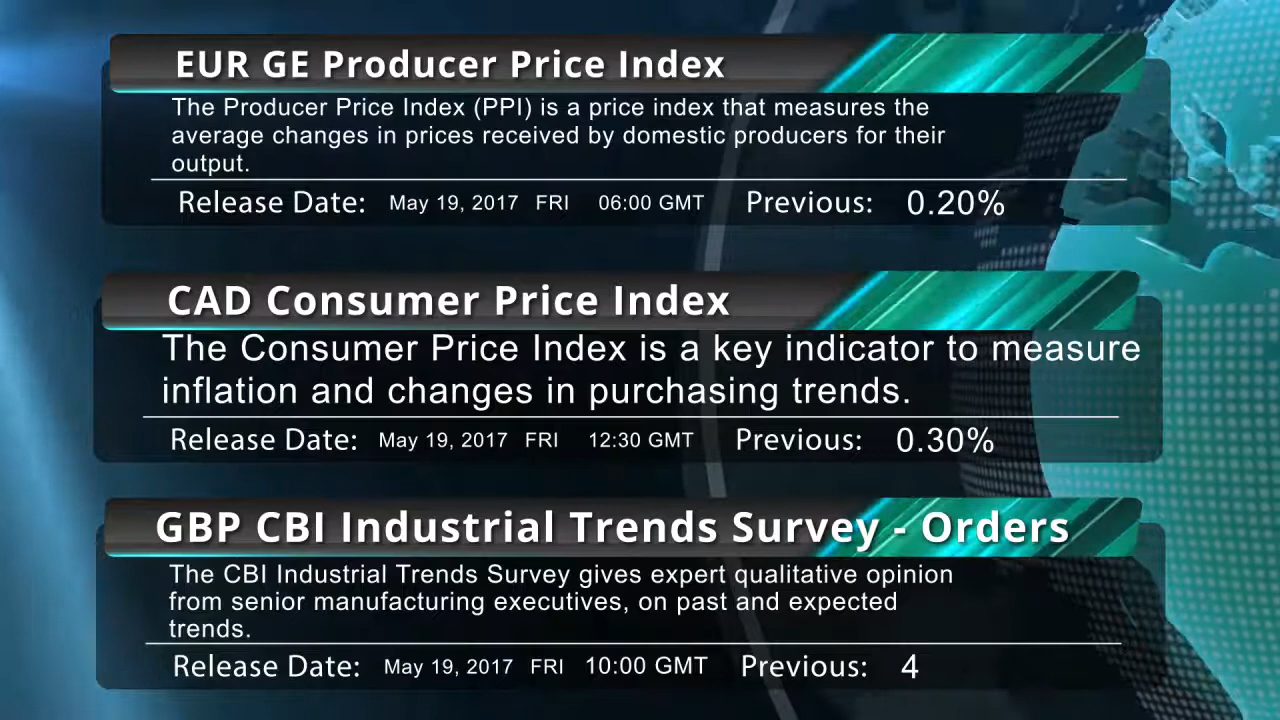 EUR GE Producer Price Index
The Producer Price Index (PPI) is a price index that measures the
average changes in prices received by domestic producers for their
output.
Release Date: May 19, 2017 FRI 06:00 GMT Previous: 0.20%
CAD Consumer Price Index
The Consumer Price Index is a key indicator to measure
inflation and changes in purchasing trends.
Release Date: May 19, 2017 FRI 12:30 GMT Previous: 0.30%
GBP CBI Industrial Trends Survey - Orders
The CBI Industrial Trends Survey gives expert qualitative opinion
from senior manufacturing executives, on past and expected
trends.
Release Date: May 19, 2017 FRI 10:00 GMT Previous: 4